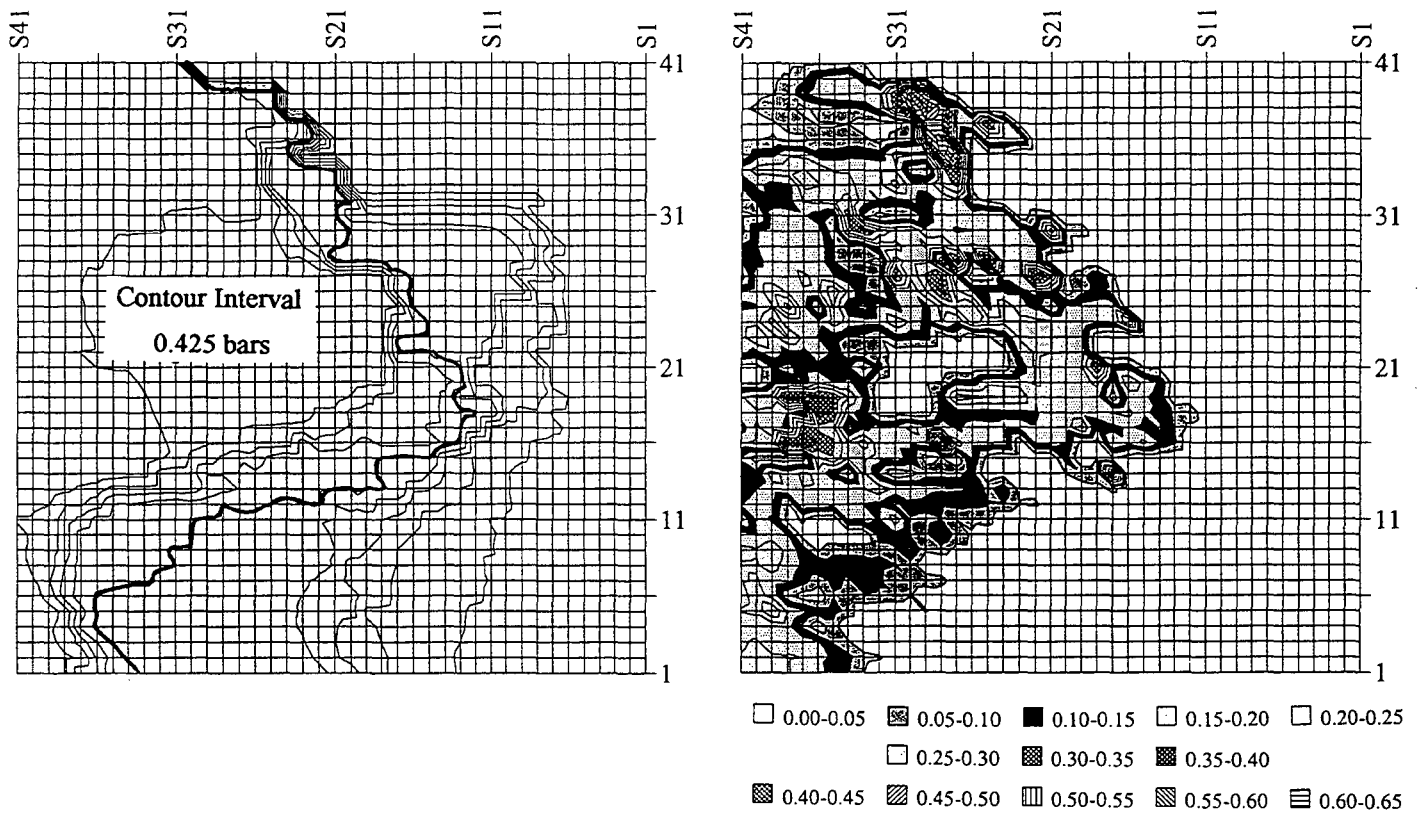 S41 S31 S21 S11 S1
S41 S31 S21 S11 S1
41
31
21
11
1
Contour Interval
0.425 bars
41
31
21
11
1
0.00-0.05 0.05-0.10 0.10-0.15 0.15-0.20 0.20-0.25
0.25-0.30 0.30-0.35 0.35-0.40
0.40-0.45 0.45-0.50 0.50-0.55 0.55-0.60 0.60-0.65